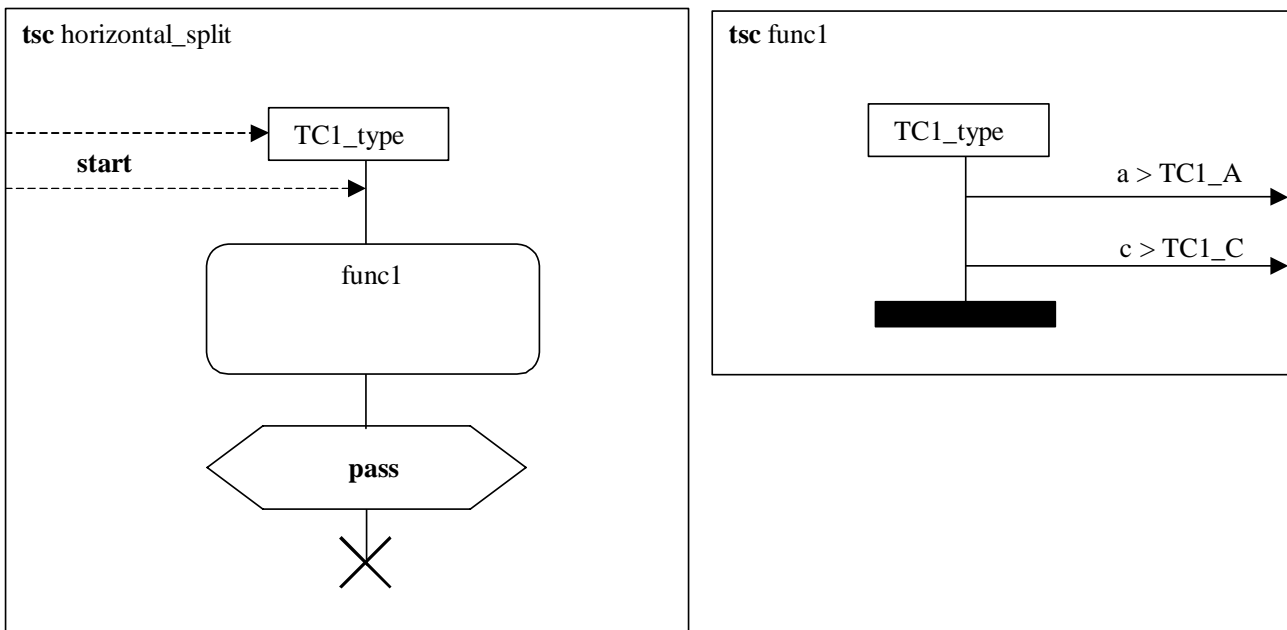 tsc horizontal_split
TC1_type
start
func1
pass
tsc func1
TC1_type
a > TC1_A
c > TC1_C